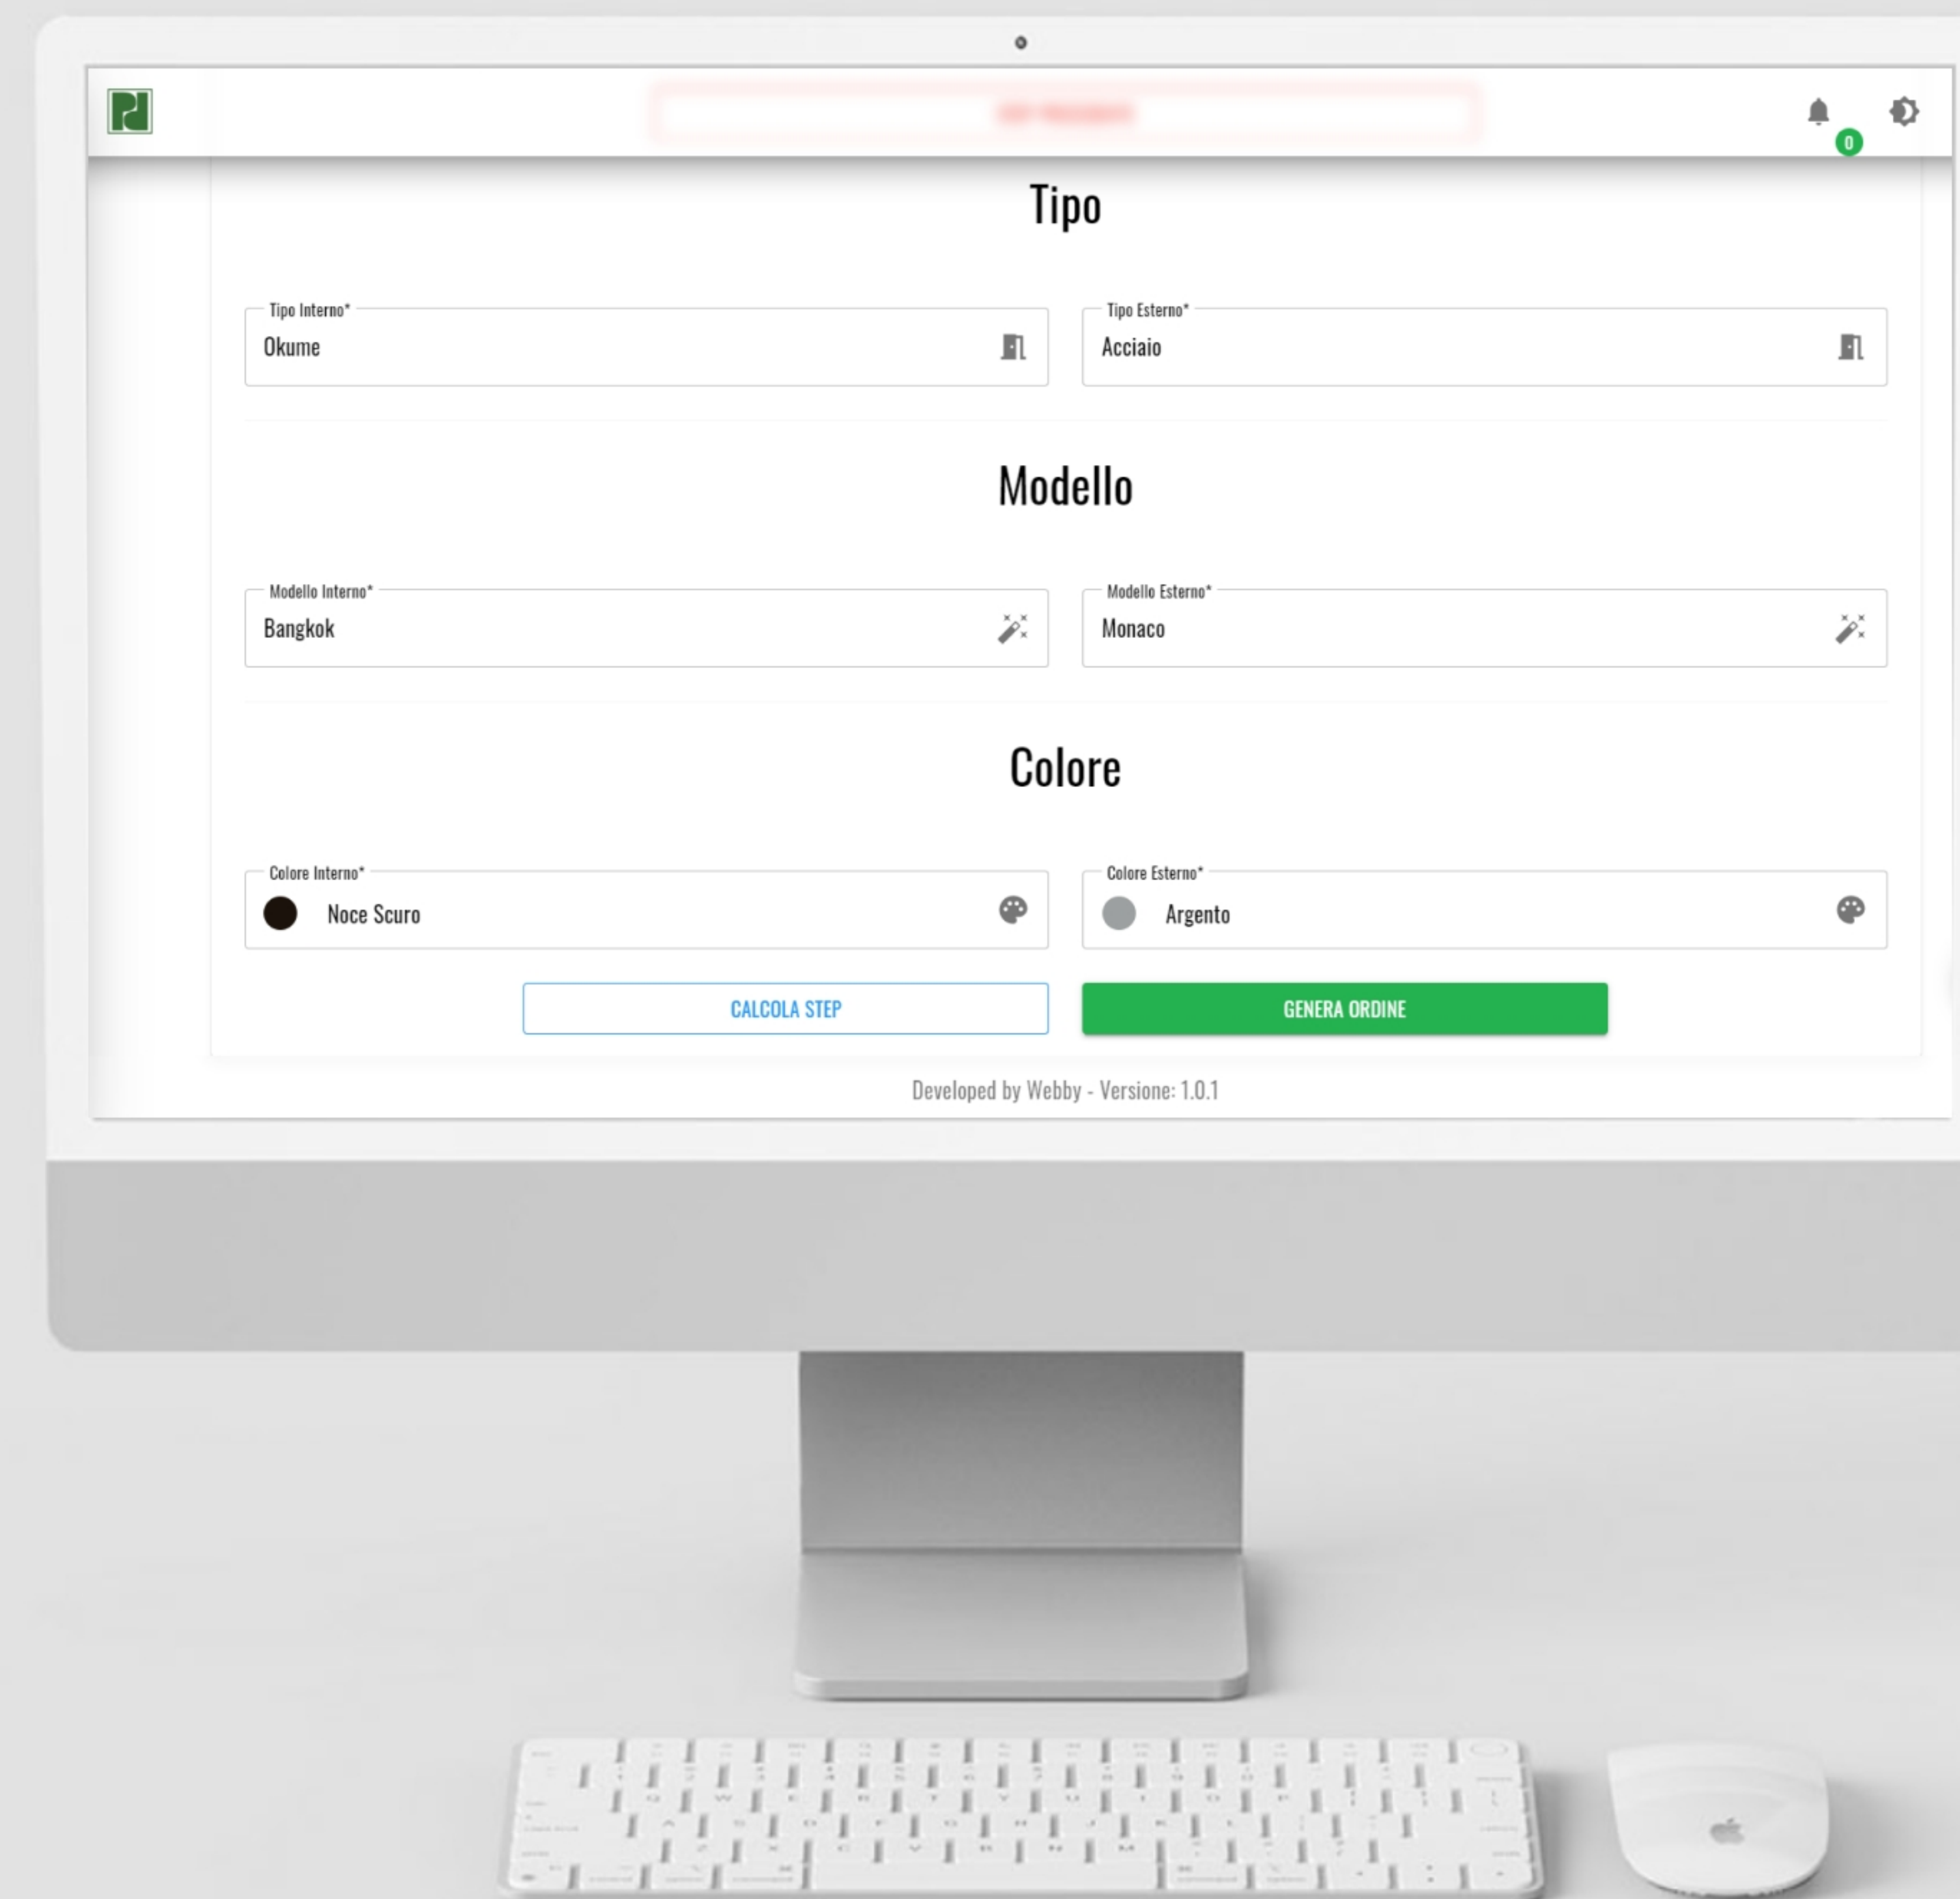 0
Tipo
Tipo Interno*
Okume
Tipo Esterno*
Acciaio
Modello
Modello Interno*
Bangkok
Modello Esterno*
Monaco
Colore
Colore Interno*
Noce Scuro
Colore Esterno*
Argento
CALCOLA STEP
GENERA ORDINE
Developed by Webby - Versione: 1.0.1